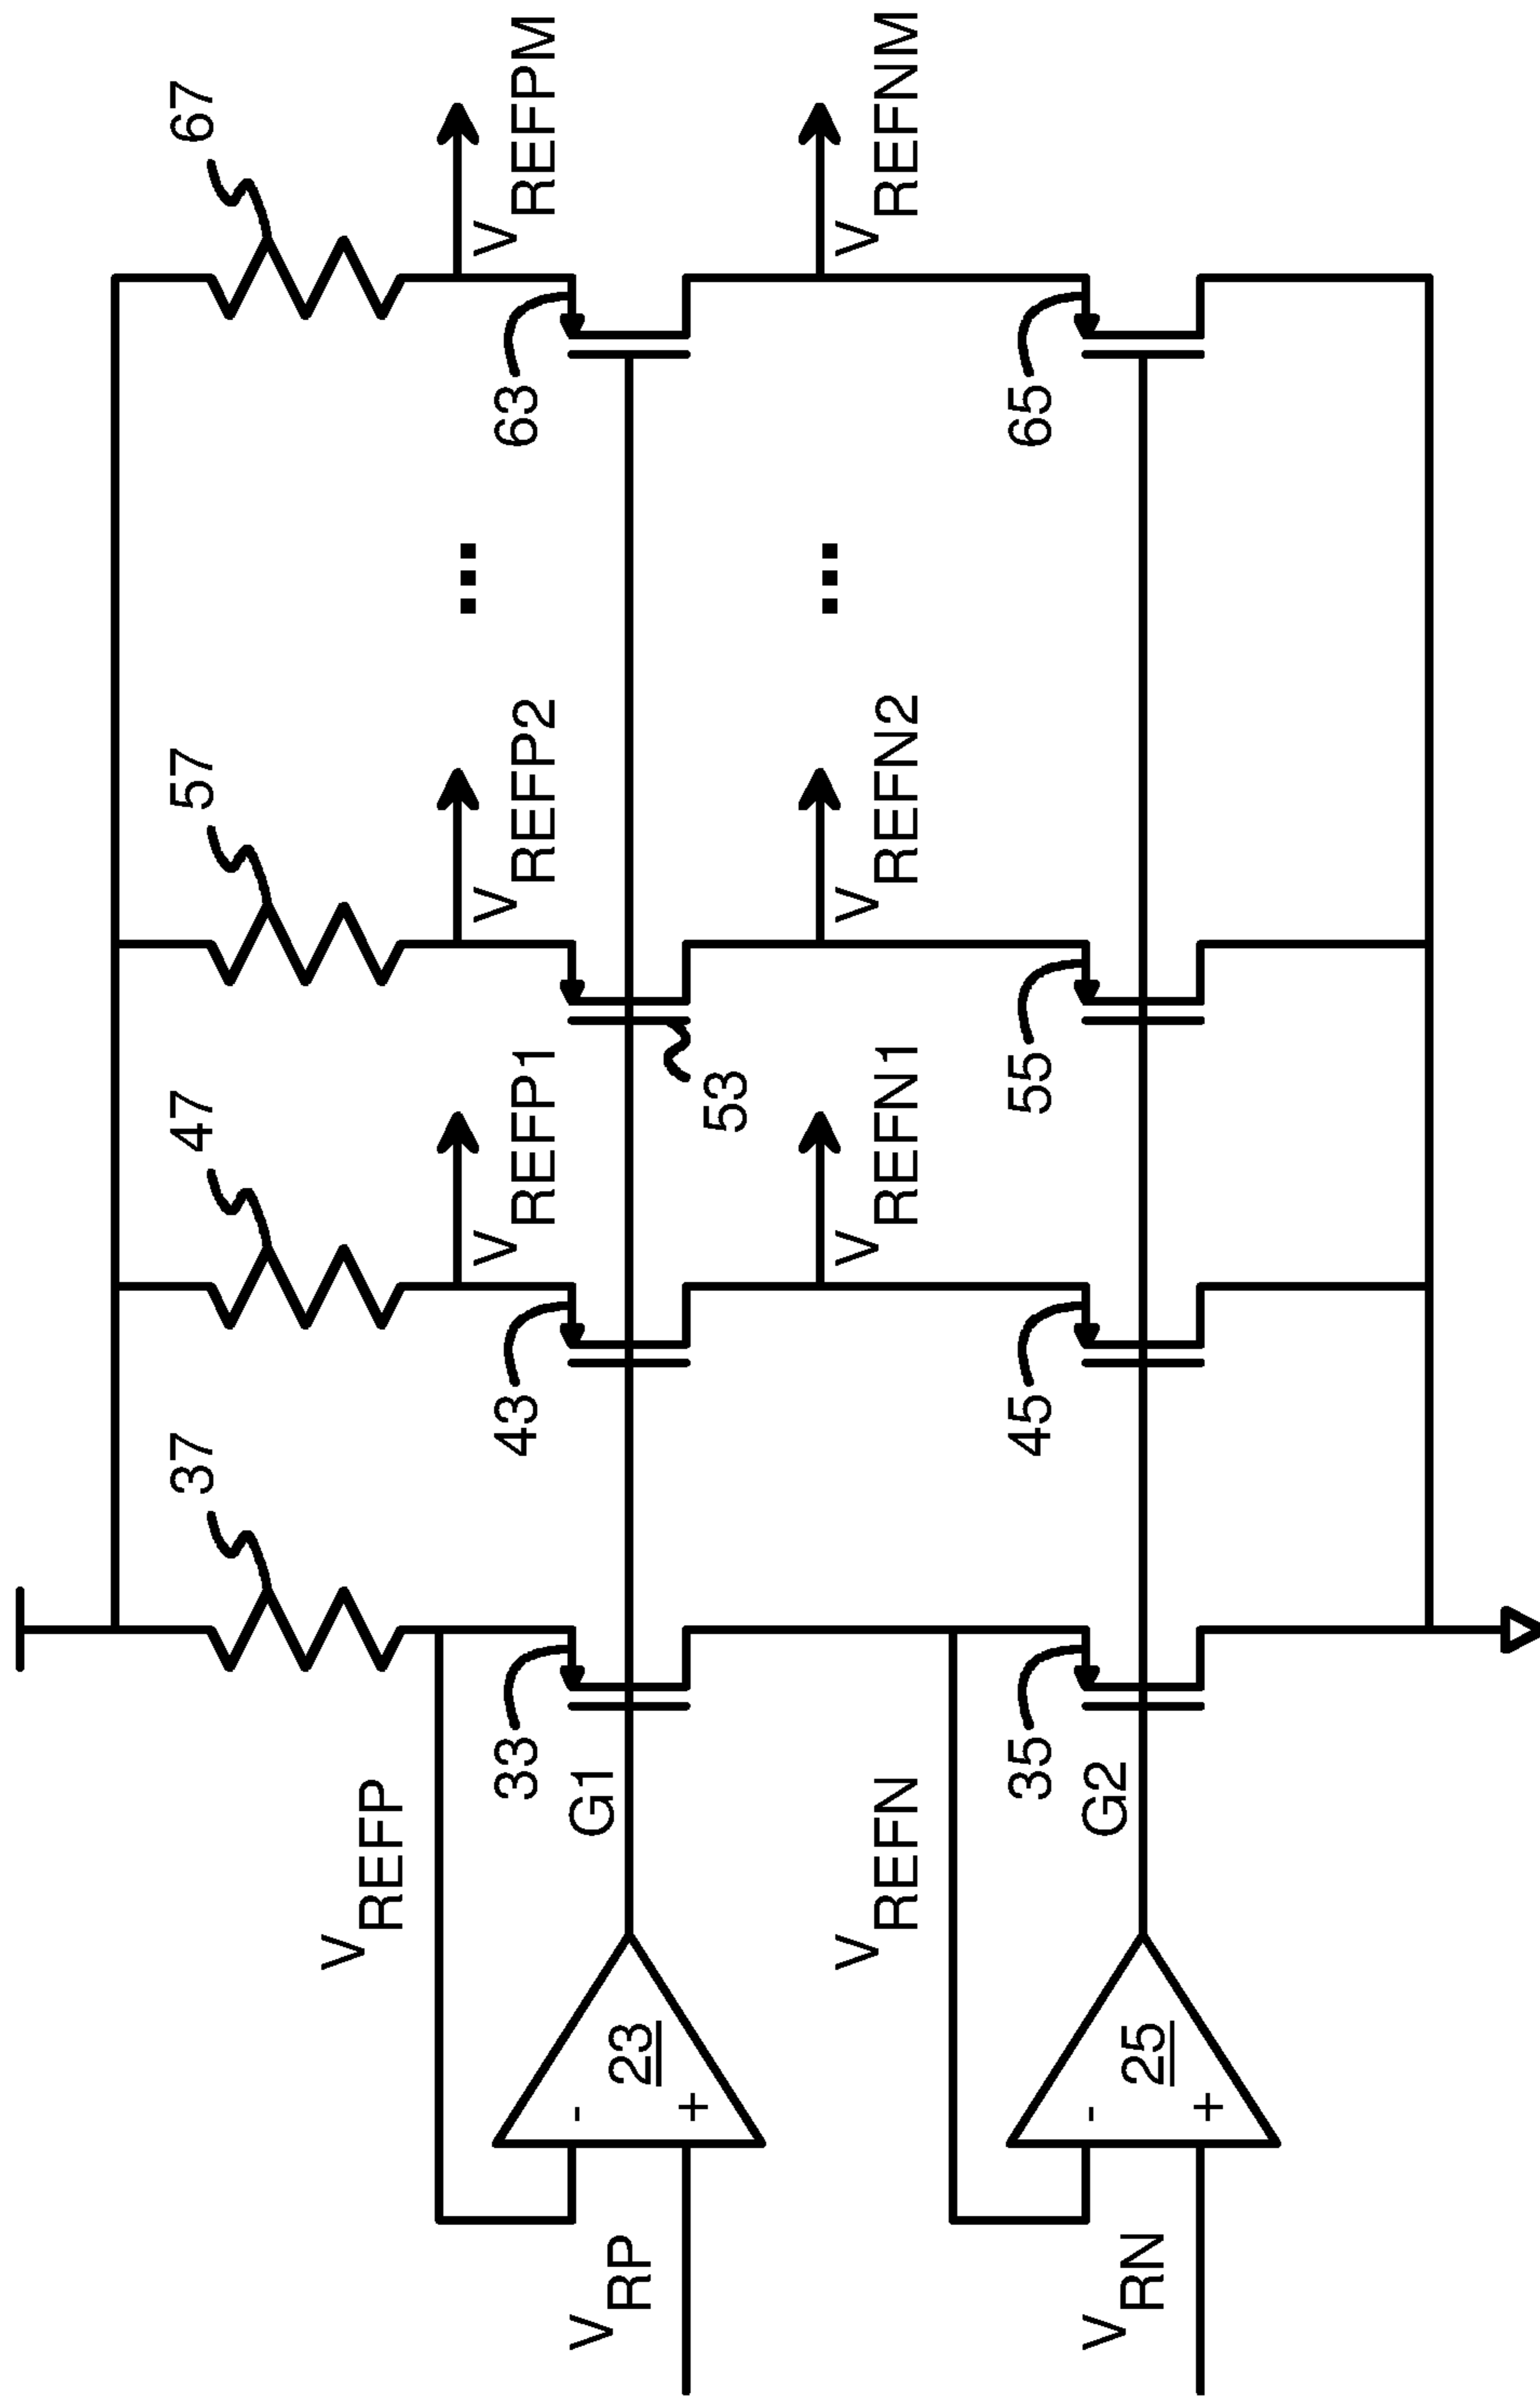 67
57
47
37
VREFPM
VREFP2
VREFP1
VREFP
63
53
43
33
G1
23
-
+
VRP
...
VREFNM
VREFN2
VREFN1
VREFN
...
65
55
45
35
G2
25
-
+
VRN